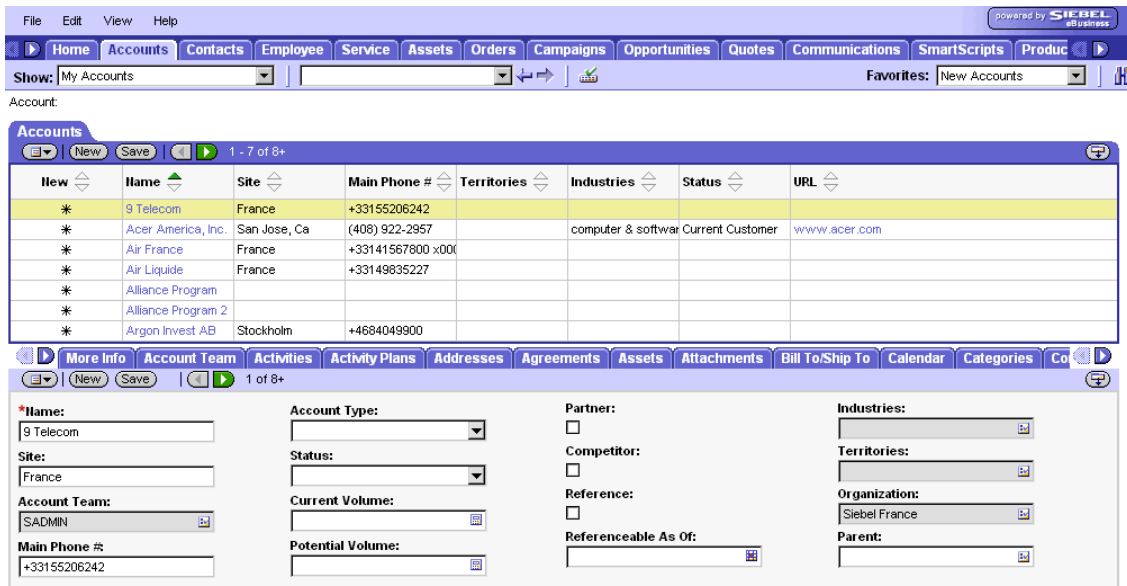 File Edit View Help
powered by SIEBEL eBusiness
Home Accounts Contacts Employee Service Assets Orders Campaigns Opportunities Quotes Communications SmartScripts Produc
Show: My Accounts Favorites: New Accounts
Account:
Accounts
New Save 1 - 7 of 8+
New Name Site Main Phone # Territories Industries Status URL
9 Telecom France +33155206242
Acer America, Inc. San Jose, Ca (408) 922-2957 computer & softwar Current Customer www.acer.com
Air France France +33141567800 x000
Air Liquide France +33149835227
Alliance Program
Alliance Program 2
Argon Invest AB Stockholm +4684049900
More Info Account Team Activities Activity Plans Addresses Agreements Assets Attachments Bill To/Ship To Calendar Categories Co
New Save 1 of 8+
*Name: Account Type: Partner: Industries:
9 Telecom
Site: Status: Competitor: Territories:
France
Account Team: Current Volume: Reference: Organization:
SADMIN Siebel France
Main Phone #: Potential Volume: Referenceable As Of: Parent:
+33155206242